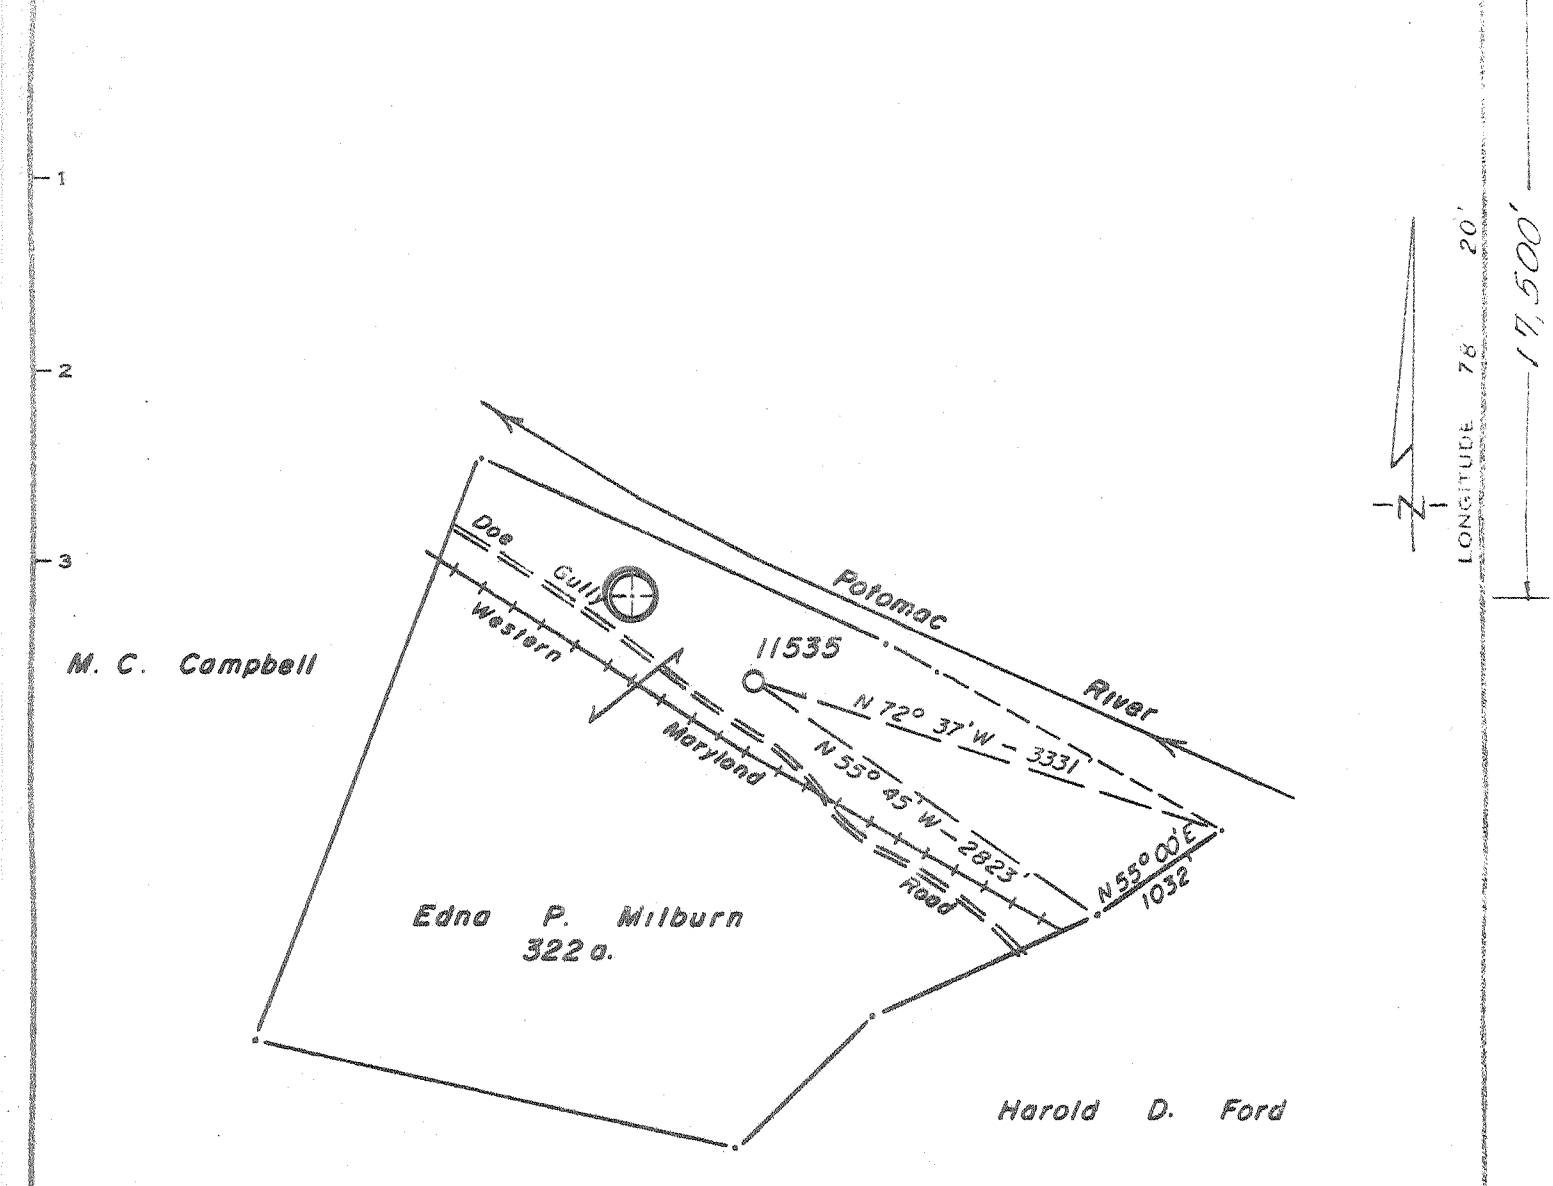 1
2
3
20'
78
LONGITUDE
17,500'
N
Doe
Gully
Western
Potomac
River
11535
M. C. Campbell
N 72° 37' W - 3331'
N 55° 45' W - 2823'
Maryland
N 55° 00' E
1032'
Road
Edna P. Milburn
322 a.
Harold D. Ford